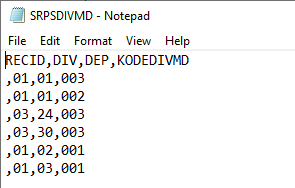 SRPSDIVMD - Notepad
File Edit Format View Help
RECID,DIV,DEP,KODEDIVMD
,01,01,003
,01,01,002
,03,24,003
,03,30,003
,01,02,001
,01,03,001